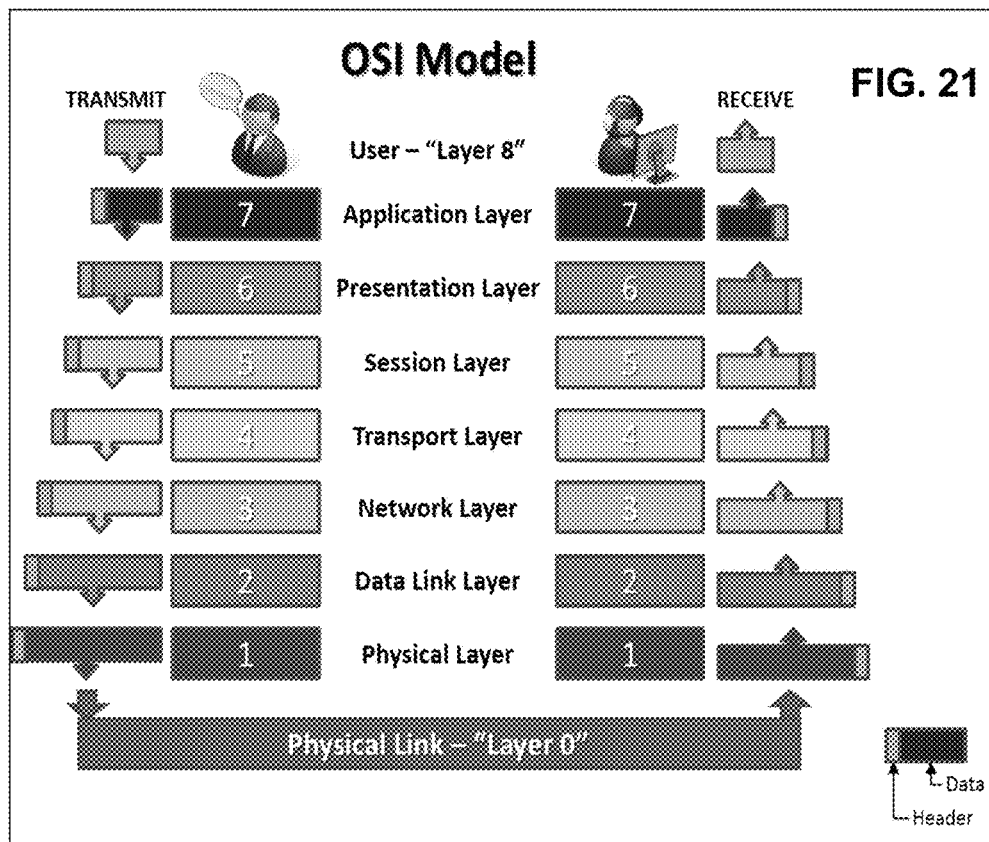 OSI Model
FIG. 21
TRANSMIT
RECEIVE
User – "Layer 8"
7 Application Layer 7
6 Presentation Layer 6
5 Session Layer 5
4 Transport Layer 4
3 Network Layer 3
2 Data Link Layer 2
1 Physical Layer 1
Physical Link – "Layer 0"
Data
Header